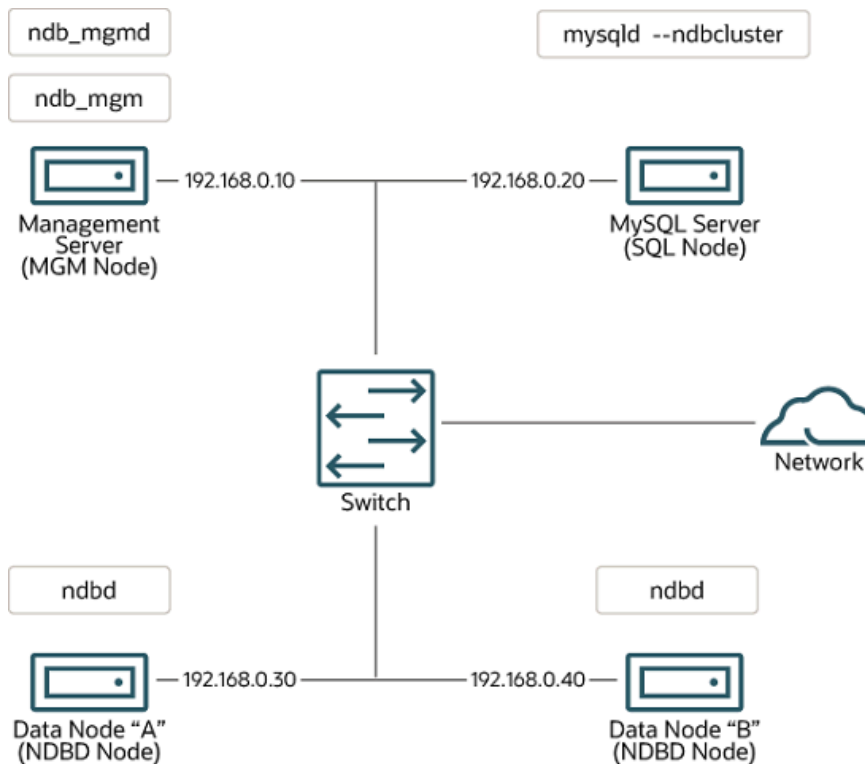 ndb_mgmd
mysqld --ndbcluster
ndb_mgm
192.168.0.10
192.168.0.20
Management
Server
(MGM Node)
MySQL Server
(SQL Node)
Switch
Network
ndbd
ndbd
192.168.0.30
192.168.0.40
Data Node “A”
(NDBD Node)
Data Node “B”
(NDBD Node)